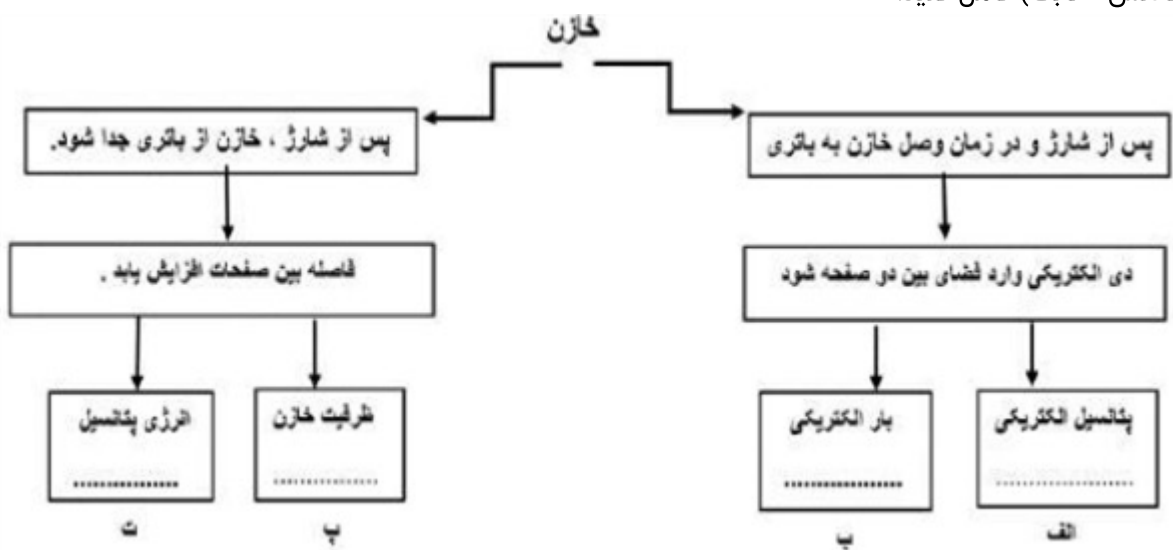 خازن
پس از شارژ و در زمان وصل خازن به باتری
دی الکتریکی وارد فضای بین دو صفحه شود
پتانسیل الکتریکی
....................
الف
بار الکتریکی
..................
ب
پس از شارژ ، خازن از باتری جدا شود.
فاصله بین صفحات افزایش یابد .
ظرفیت خازن
................
پ
انرژی پتانسیل
................
ت